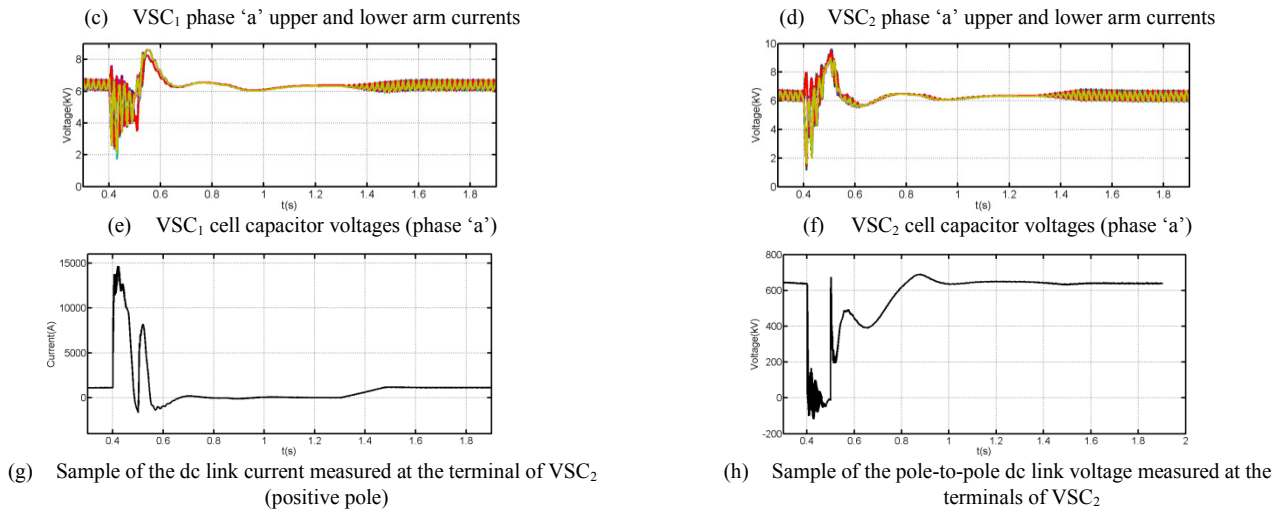 (c) VSC1 phase ‘a’ upper and lower arm currents
(d) VSC2 phase ‘a’ upper and lower arm currents
8
6
4
2
0
Voltage(kV)
0.4 0.6 0.8 1 1.2 1.4 1.6 1.8
t(s)
10
8
6
4
2
0
Voltage(kV)
0.4 0.6 0.8 1 1.2 1.4 1.6 1.8
t(s)
(e) VSC1 cell capacitor voltages (phase ‘a’)
(f) VSC2 cell capacitor voltages (phase ‘a’)
15000
10000
5000
0
Current(A)
0.4 0.6 0.8 1 1.2 1.4 1.6 1.8
t(s)
800
600
400
200
0
-200
Voltage(kV)
0.4 0.6 0.8 1 1.2 1.4 1.6 1.8 2
t(s)
(g) Sample of the dc link current measured at the terminal of VSC2
(positive pole)
(h) Sample of the pole-to-pole dc link voltage measured at the
terminals of VSC2